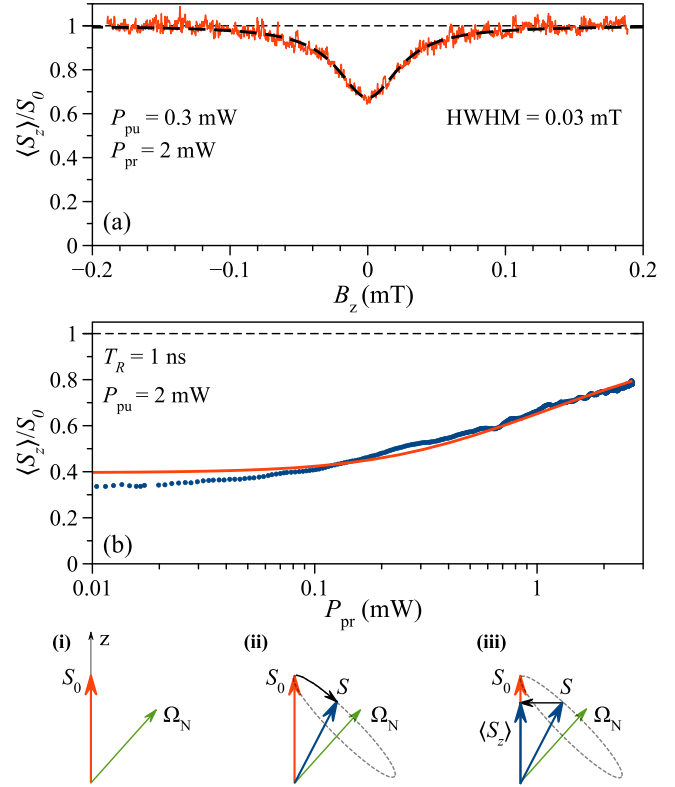 1
0.8
0.6
0.4
0.2
0
⟨S_z⟩/S_0
P_pu = 0.3 mW
P_pr = 2 mW
HWHM = 0.03 mT
(a)
−0.2 −0.1 0 0.1 0.2
B_z (mT)
1
0.8
0.6
0.4
0.2
0
⟨S_z⟩/S_0
T_R = 1 ns
P_pu = 2 mW
(b)
0.01 0.1 1
P_pr (mW)
(i) z (ii) (iii)
S_0 S_0 S S_0 S
Ω_N Ω_N Ω_N
⟨S_z⟩